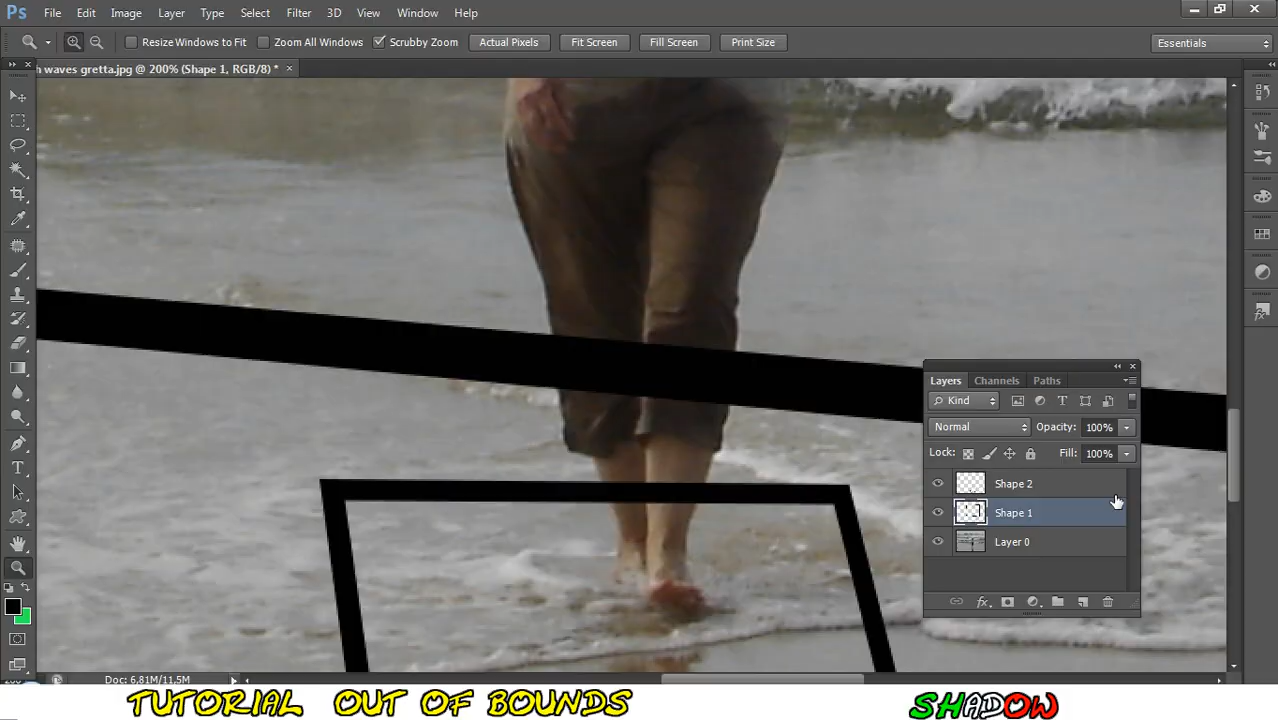 Ps File Edit Image Layer Type Select Filter 3D View Window Help
Resize Windows to Fit Zoom All Windows Scrubby Zoom Actual Pixels Fit Screen Fill Screen Print Size Essentials
h waves gretta.jpg @ 200% (Shape 1, RGB/8) *
Layers Channels Paths
Kind
Normal Opacity: 100%
Lock: Fill: 100%
Shape 2
Shape 1
Layer 0
fx
Doc: 6,81M/11,5M
TUTORIAL OUT OF BOUNDS SHADOW